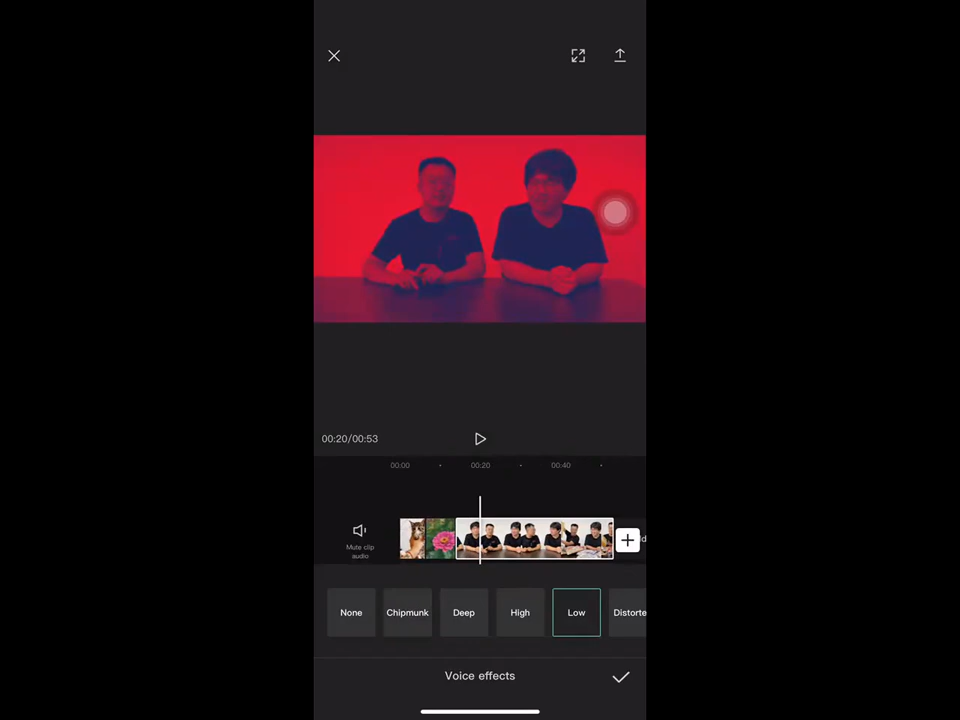 00:20/00:53
00:00
00:20
00:40
Mute clip
audio
None
Chipmunk
Deep
High
Low
Distorte
Voice effects